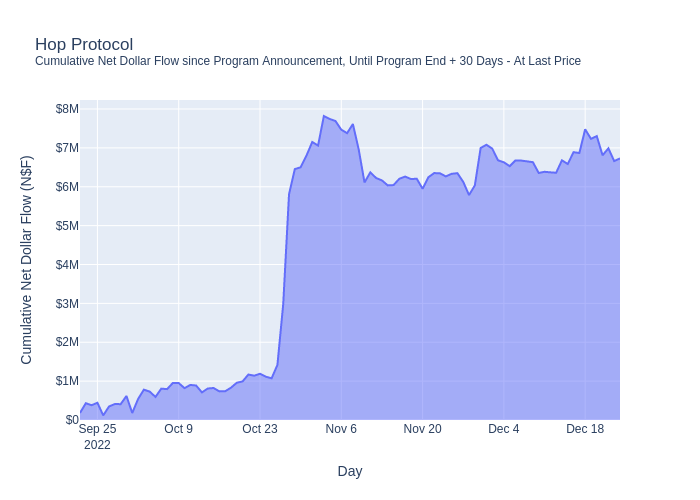 Hop Protocol
Cumulative Net Dollar Flow since Program Announcement, Until Program End + 30 Days - At Last Price
Cumulative Net Dollar Flow (N$F)
$8M
$7M
$6M
$5M
$4M
$3M
$2M
$1M
$0
Sep 25 Oct 9 Oct 23 Nov 6 Nov 20 Dec 4 Dec 18
2022
Day